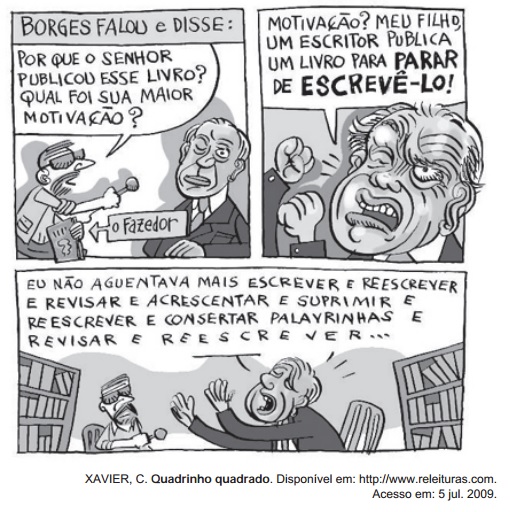 BORGES FALOU e DISSE:
POR QUE O SENHOR
PUBLICOU ESSE LIVRO?
QUAL FOI SUA MAIOR
MOTIVAÇÃO?
O FAZEDOR
MOTIVAÇÃO? MEU FILHO,
UM ESCRITOR PUBLICA
UM LIVRO PARA PARAR
DE ESCREVÊ-LO!
EU NÃO AGUENTAVA MAIS ESCREVER E REESCREVER
E REVISAR E ACRESCENTAR E SUPRIMIR E
REESCREVER E CONSERTAR PALAVRINHAS E
REVISAR E REESCREVER...
XAVIER, C. Quadrinho quadrado. Disponível em: http://www.releituras.com.
Acesso em: 5 jul. 2009.